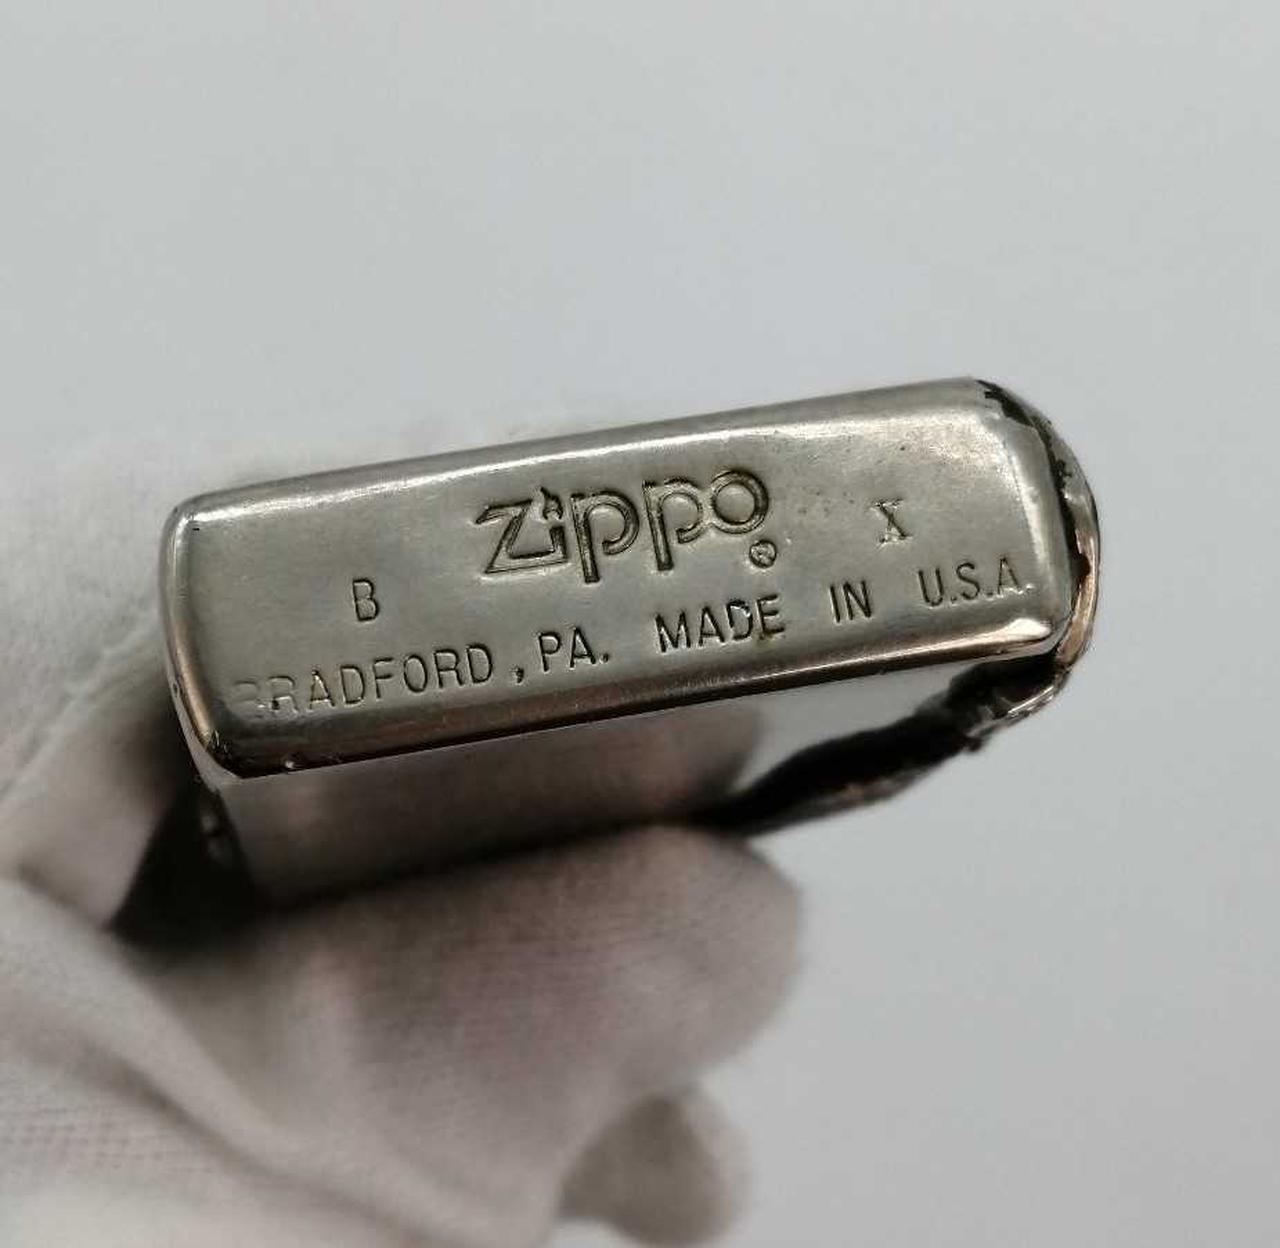 Zippo ®
B X
BRADFORD, PA. MADE IN U.S.A.